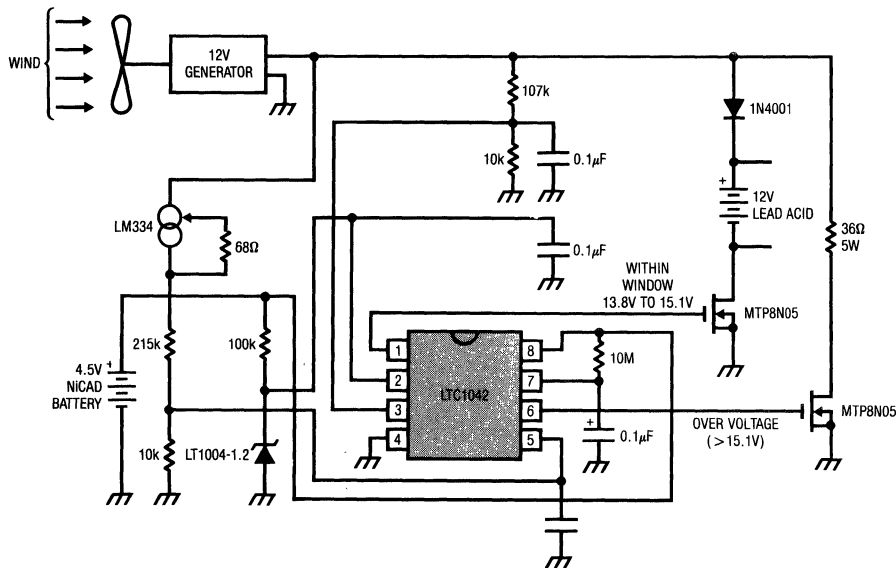 WIND
12V
GENERATOR
107k
10k
0.1µF
1N4001
+
12V
LEAD ACID
36Ω
5W
LM334
68Ω
0.1µF
WITHIN
WINDOW
13.8V TO 15.1V
MTP8N05
4.5V
NiCAD
BATTERY
+
215k
100k
1
2
3
4
LTC1042
8
7
6
5
10M
+
0.1µF
OVER VOLTAGE
(>15.1V)
MTP8N05
10k
LT1004-1.2